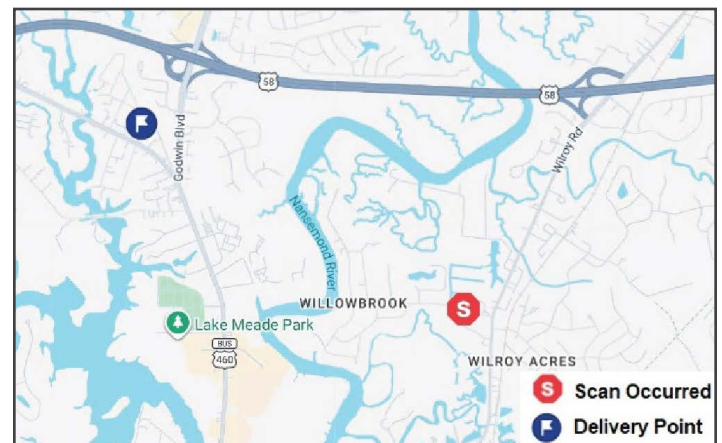 58
58
Godwin Blvd
Wilroy Rd
Nansemond River
WILLOWBROOK
S
Lake Meade Park
BUS
460
WILROY ACRES
S Scan Occurred
Delivery Point